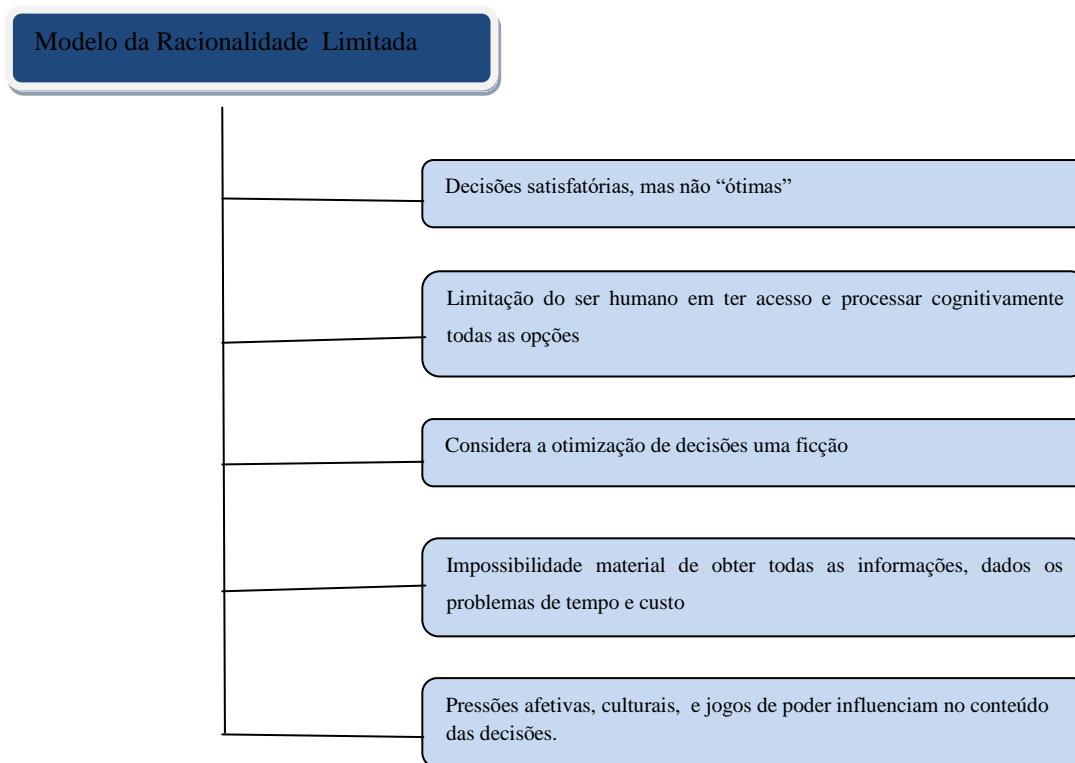 Modelo da Racionalidade Limitada
Decisões satisfatórias, mas não “ótimas”
Limitação do ser humano em ter acesso e processar cognitivamente
todas as opções
Considera a otimização de decisões uma ficção
Impossibilidade material de obter todas as informações, dados os
problemas de tempo e custo
Pressões afetivas, culturais, e jogos de poder influenciam no conteúdo
das decisões.